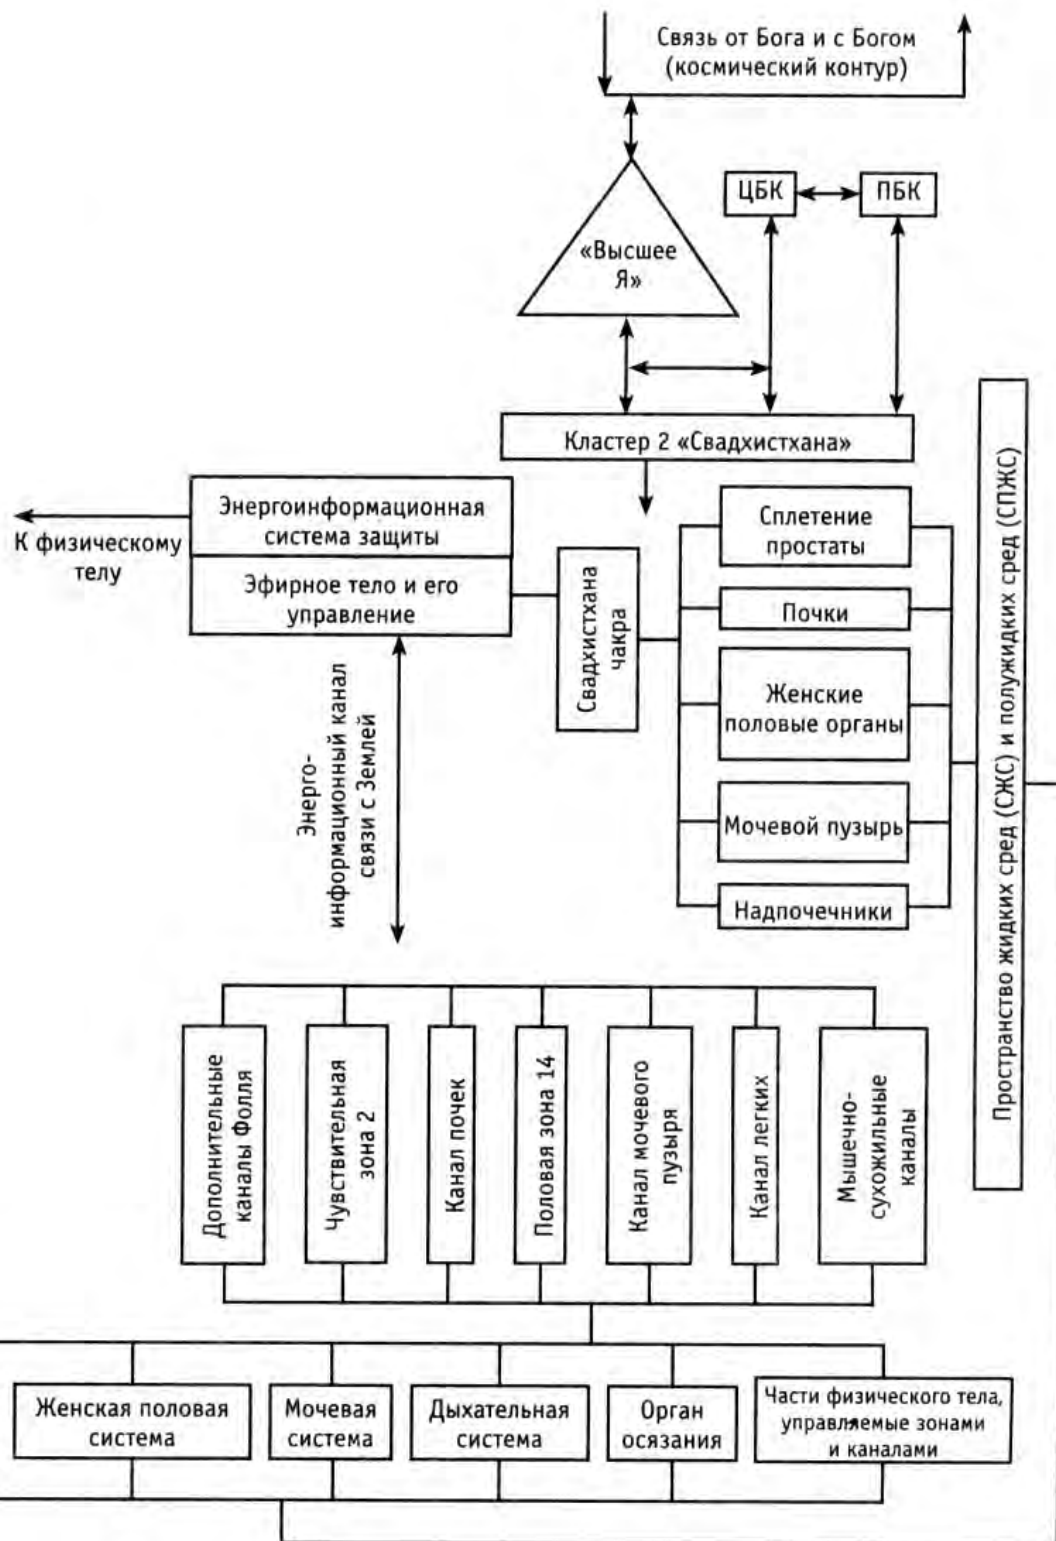 Связь от Бога и с Богом
(космический контур)
ЦБК
ПБК
«Высшее
Я»
Кластер 2 «Свадхистхана»
Энергоинформационная
система защиты
К физическому
телу
Эфирное тело и его
управление
Свадхистхана
чакра
Сплетение
простаты
Почки
Женские
половые органы
Мочевой пузырь
Надпочечники
Пространство жидких сред (СЖС) и полужидких сред (СПЖС)
Энерго-
информационный канал
связи с Землей
Дополнительные
каналы Фолля
Чувствительная
зона 2
Канал почек
Половая зона 14
Канал мочевого
пузыря
Канал легких
Мышечно-
сухожильные
каналы
Женская половая
система
Мочевая
система
Дыхательная
система
Орган
осязания
Части физического тела,
управляемые зонами
и каналами